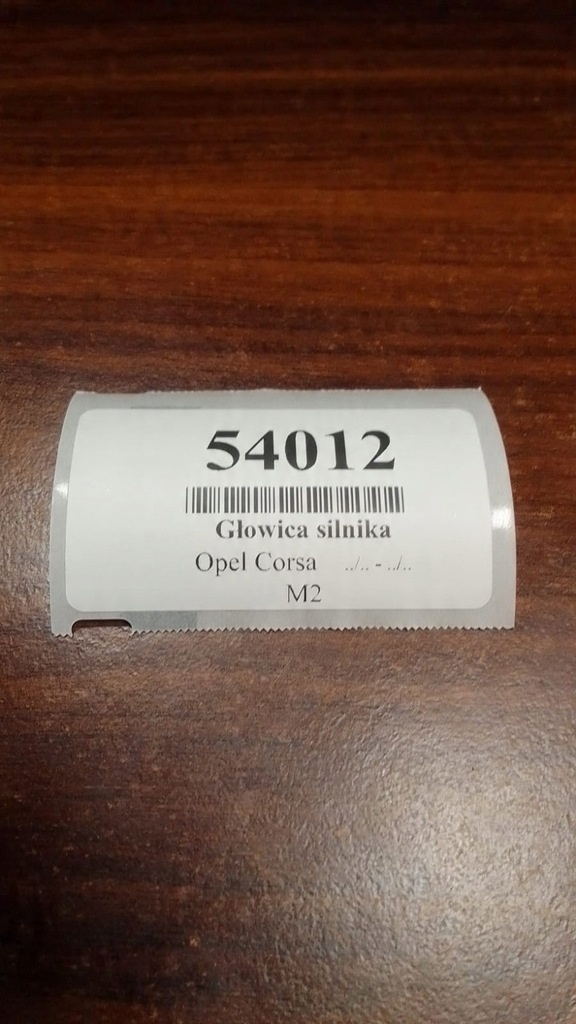 54012
Głowica silnika
Opel Corsa ../.. - ../..
M2